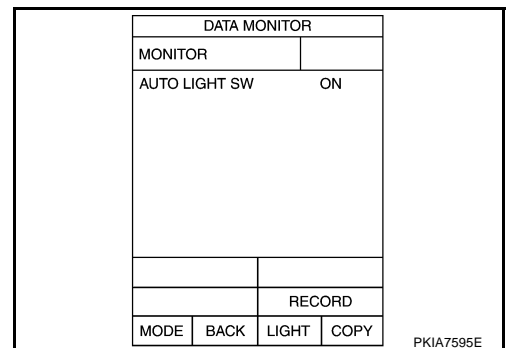 DATA MONITOR
MONITOR
AUTO LIGHT SW ON
RECORD
MODE BACK LIGHT COPY
PKIA7595E